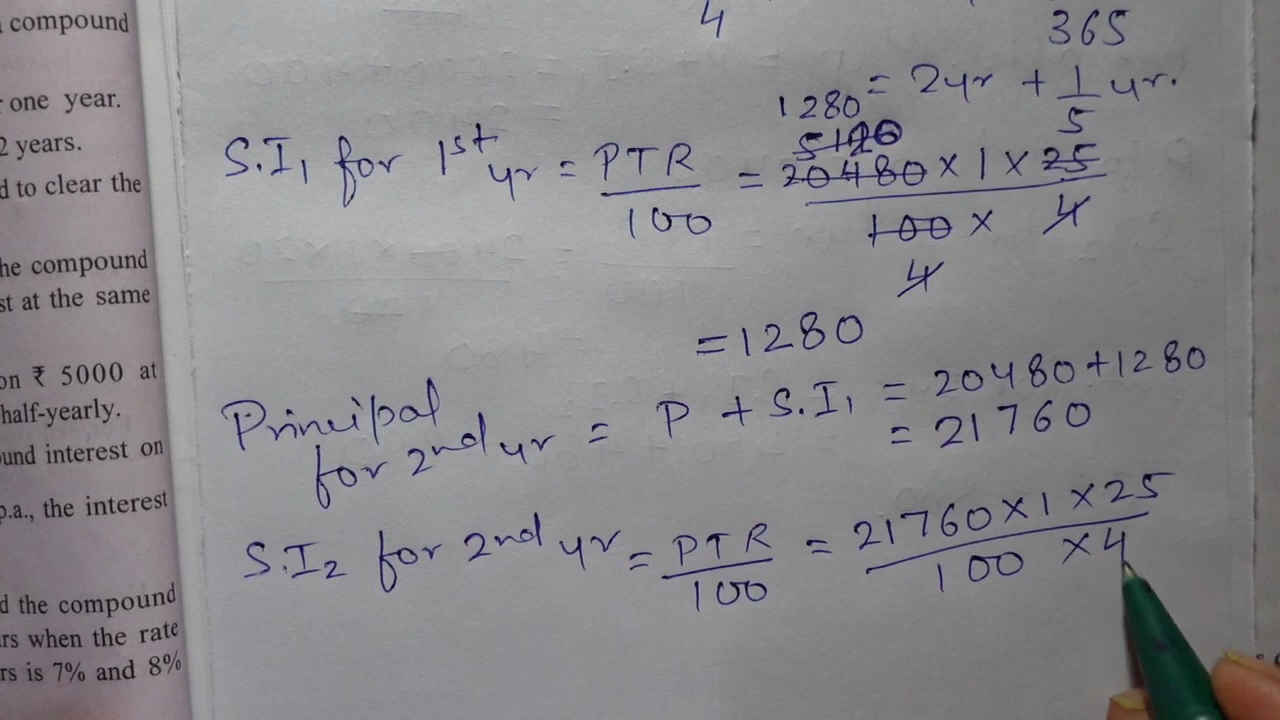 compound
one year.
2 years.
d to clear the
he compound
st at the same
on ₹ 5000 at
half-yearly.
und interest on
p.a., the interest
d the compound
rs when the rate
rs is 7% and 8%
4 365
= 2yr + 1/5 yr.
1280
5120
S.I₁ for 1st yr = PTR/100 = 20480 × 1 × 25 / 100 × 4
4
= 1280
Principal for 2nd yr = P + S.I₁ = 20480 + 1280
= 21760
S.I₂ for 2nd yr = PTR/100 = 21760 × 1 × 25 / 100 × 4